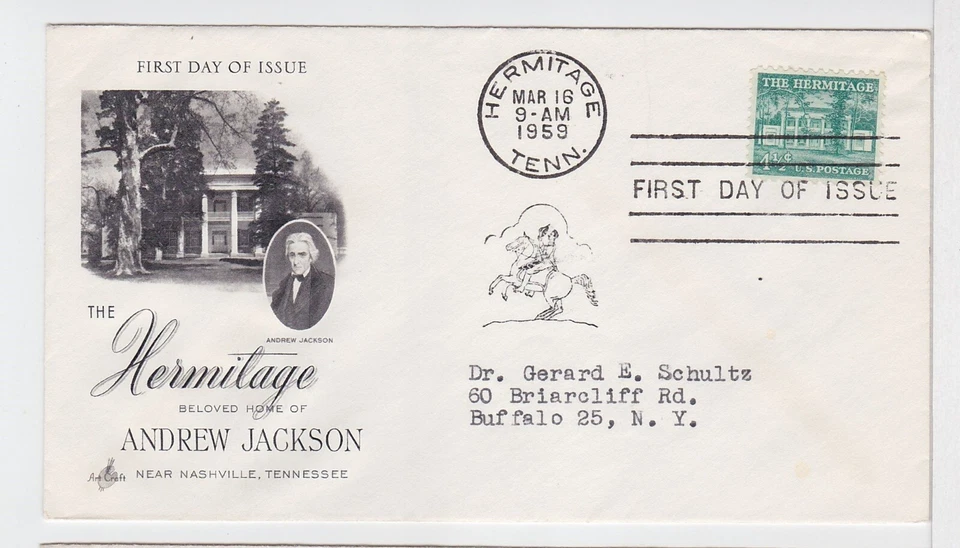 FIRST DAY OF ISSUE
ANDREW JACKSON
THE
Hermitage
BELOVED HOME OF
ANDREW JACKSON
NEAR NASHVILLE, TENNESSEE
Art Craft
HERMITAGE
MAR 16
9-AM
1959
TENN.
THE HERMITAGE
4½¢ U.S. POSTAGE
FIRST DAY OF ISSUE
Dr. Gerard E. Schultz
60 Briarcliff Rd.
Buffalo 25, N. Y.